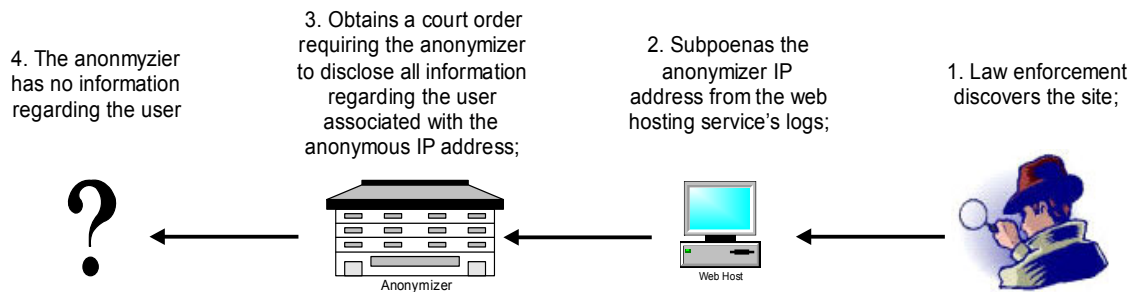 4. The anonmyzier
has no information
regarding the user
3. Obtains a court order
requiring the anonymizer
to disclose all information
regarding the user
associated with the
anonymous IP address;
2. Subpoenas the
anonymizer IP
address from the web
hosting service's logs;
1. Law enforcement
discovers the site;
?
Anonymizer
Web Host